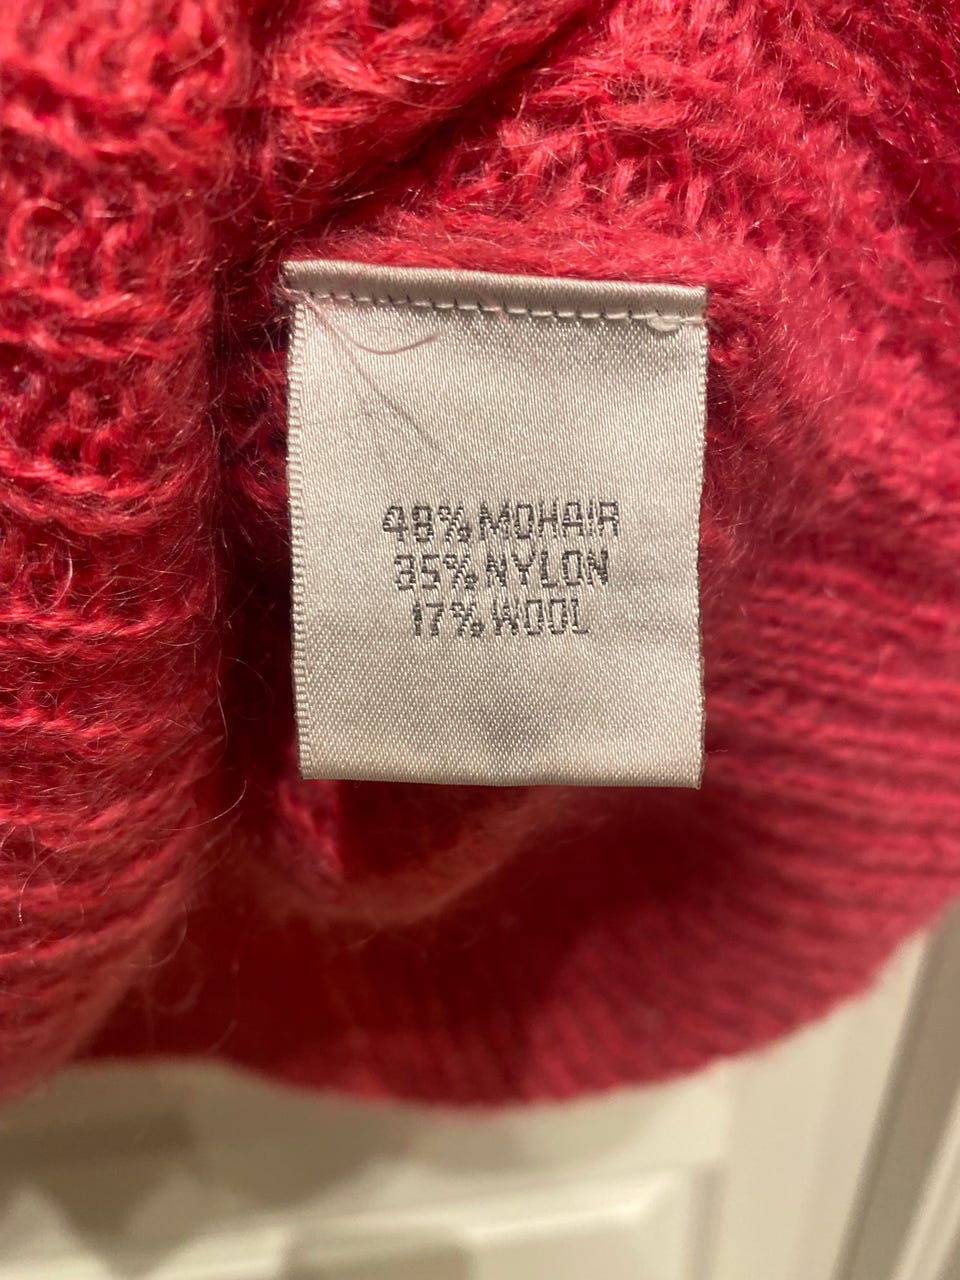 48% MOHAIR
35% NYLON
17% WOOL